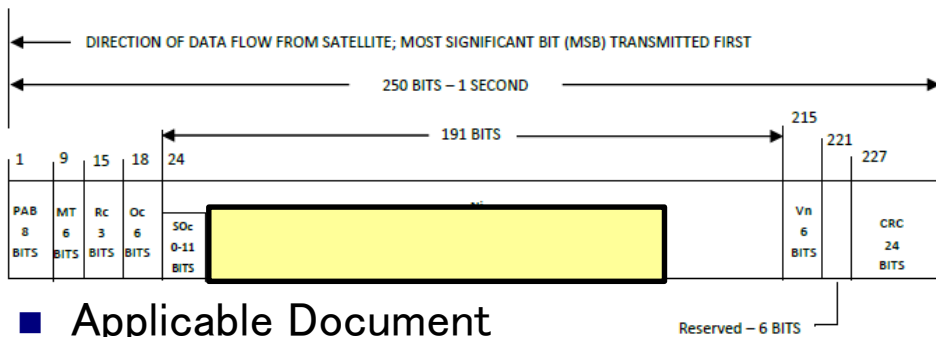 DIRECTION OF DATA FLOW FROM SATELLITE; MOST SIGNIFICANT BIT (MSB) TRANSMITTED FIRST
250 BITS – 1 SECOND
191 BITS
215
221
227
1
9
15
18
24
PAB
8
BITS
MT
6
BITS
Rc
3
BITS
Oc
6
BITS
SOc
0-11
BITS
Vn
6
BITS
CRC
24
BITS
■ Applicable Document
Reserved – 6 BITS